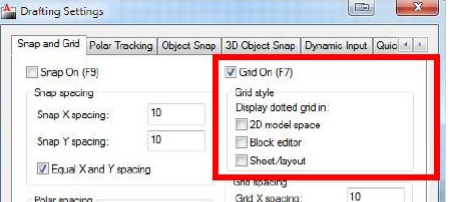 Drafting Settings
Snap and Grid Polar Tracking Object Snap 3D Object Snap Dynamic Input Quic
Snap On (F9)
Snap spacing
Snap X spacing: 10
Snap Y spacing: 10
Equal X and Y spacing
Polar spacing
Grid On (F7)
Grid style
Display dotted grid in:
2D model space
Block editor
Sheet/layout
Grid spacing
Grid X spacing: 10